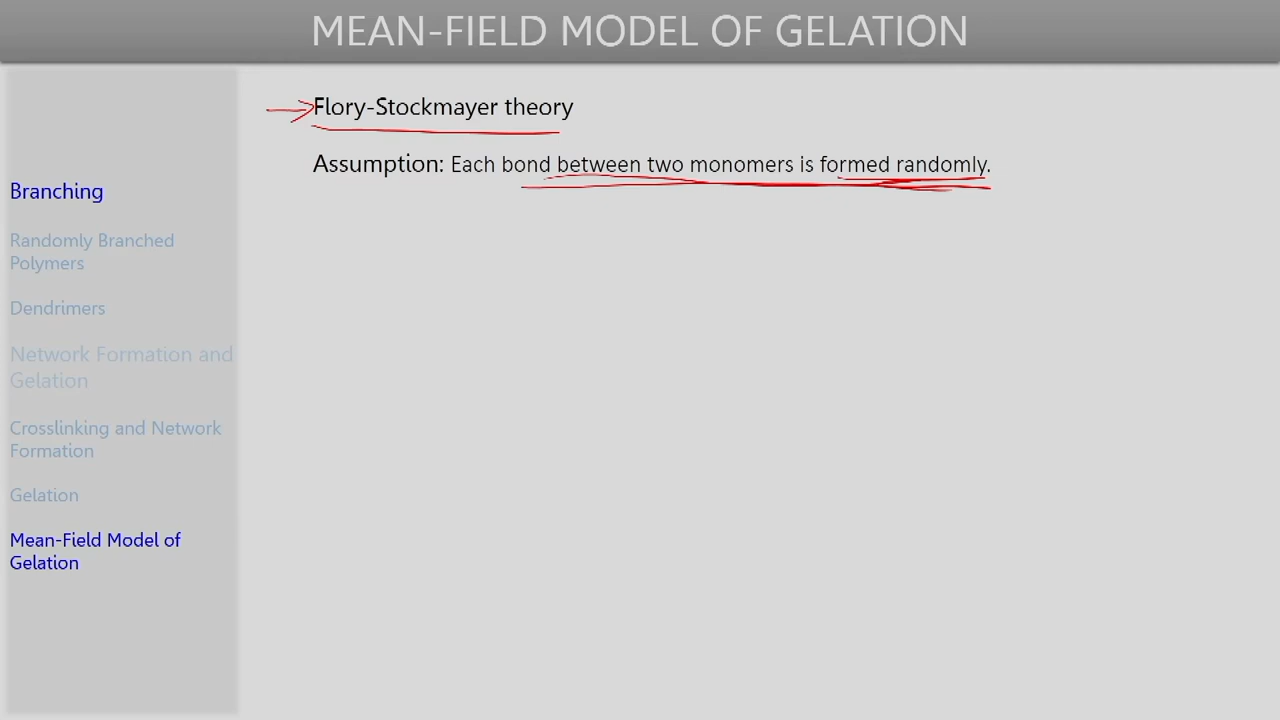 MEAN-FIELD MODEL OF GELATION
Branching
Randomly Branched
Polymers
Dendrimers
Network Formation and
Gelation
Crosslinking and Network
Formation
Gelation
Mean-Field Model of
Gelation
Flory-Stockmayer theory
Assumption: Each bond between two monomers is formed randomly.